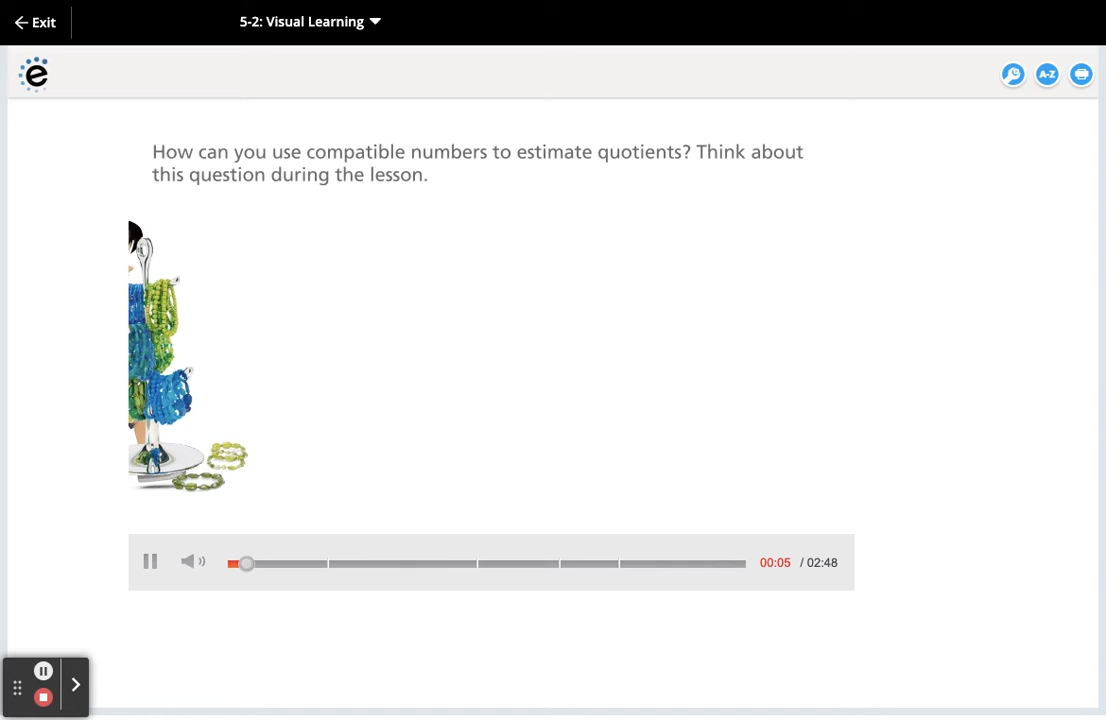 Exit
5-2: Visual Learning
e
A-Z
How can you use compatible numbers to estimate quotients? Think about
this question during the lesson.
00:05 / 02:48